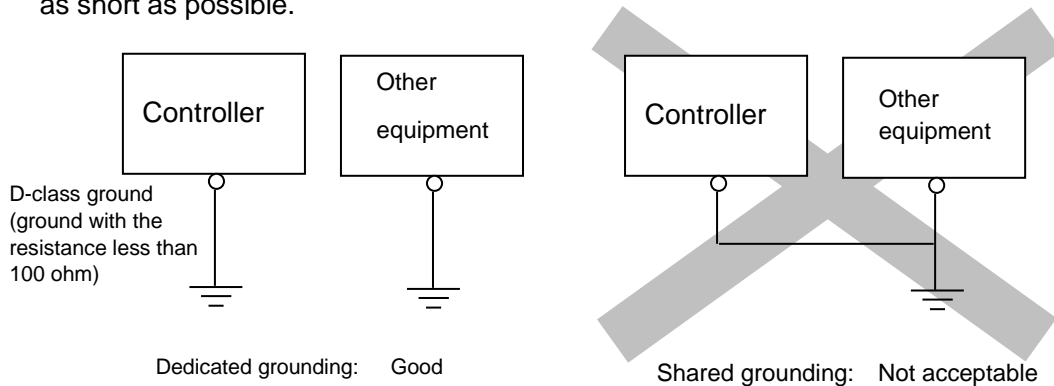 as short as possible.
Controller
Other
equipment
D-class ground
(ground with the
resistance less than
100 ohm)
Dedicated grounding: Good
Controller
Other
equipment
Shared grounding: Not acceptable